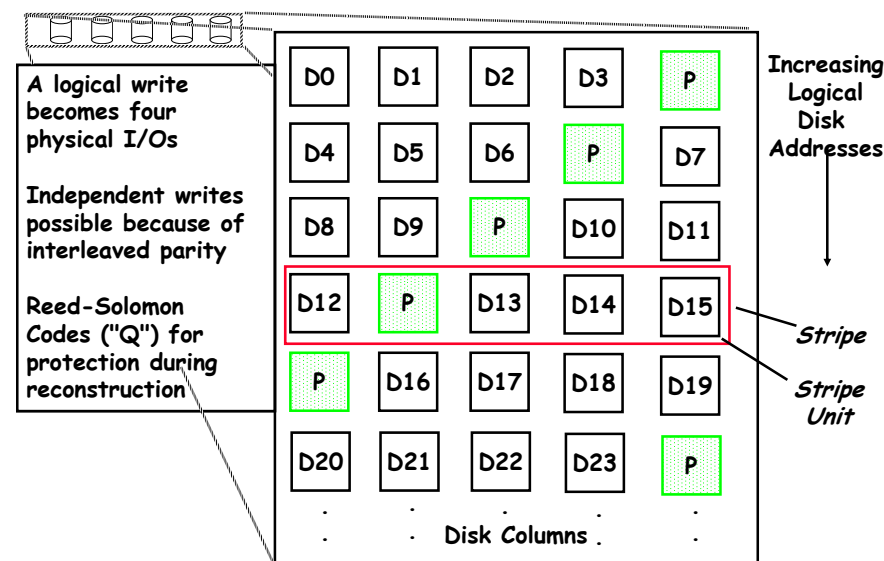 A logical write
becomes four
physical I/Os
Independent writes
possible because of
interleaved parity
Reed-Solomon
Codes ("Q") for
protection during
reconstruction
D0 D1 D2 D3 P
D4 D5 D6 P D7
D8 D9 P D10 D11
D12 P D13 D14 D15
P D16 D17 D18 D19
D20 D21 D22 D23 P
Disk Columns
Increasing
Logical
Disk
Addresses
Stripe
Stripe
Unit